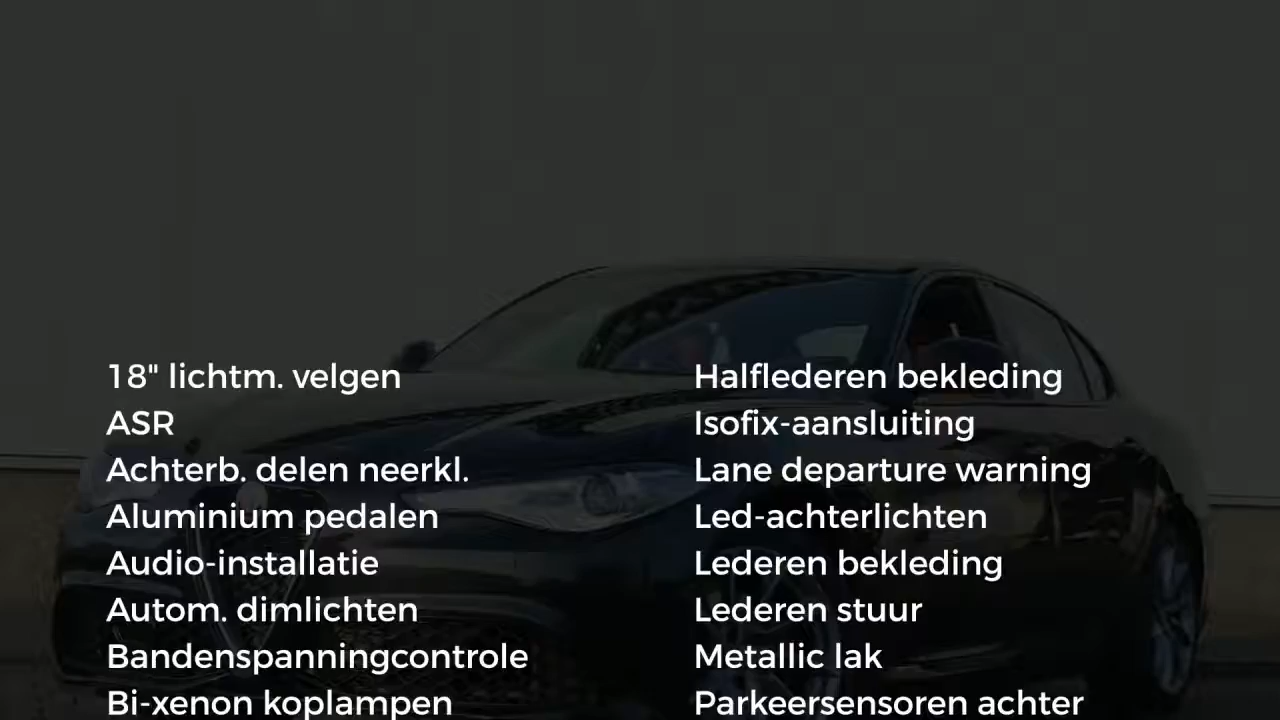 18" lichtm. velgen
ASR
Achterb. delen neerkl.
Aluminium pedalen
Audio-installatie
Autom. dimlichten
Bandenspanningcontrole
Bi-xenon koplampen
Halflederen bekleding
Isofix-aansluiting
Lane departure warning
Led-achterlichten
Lederen bekleding
Lederen stuur
Metallic lak
Parkeersensoren achter